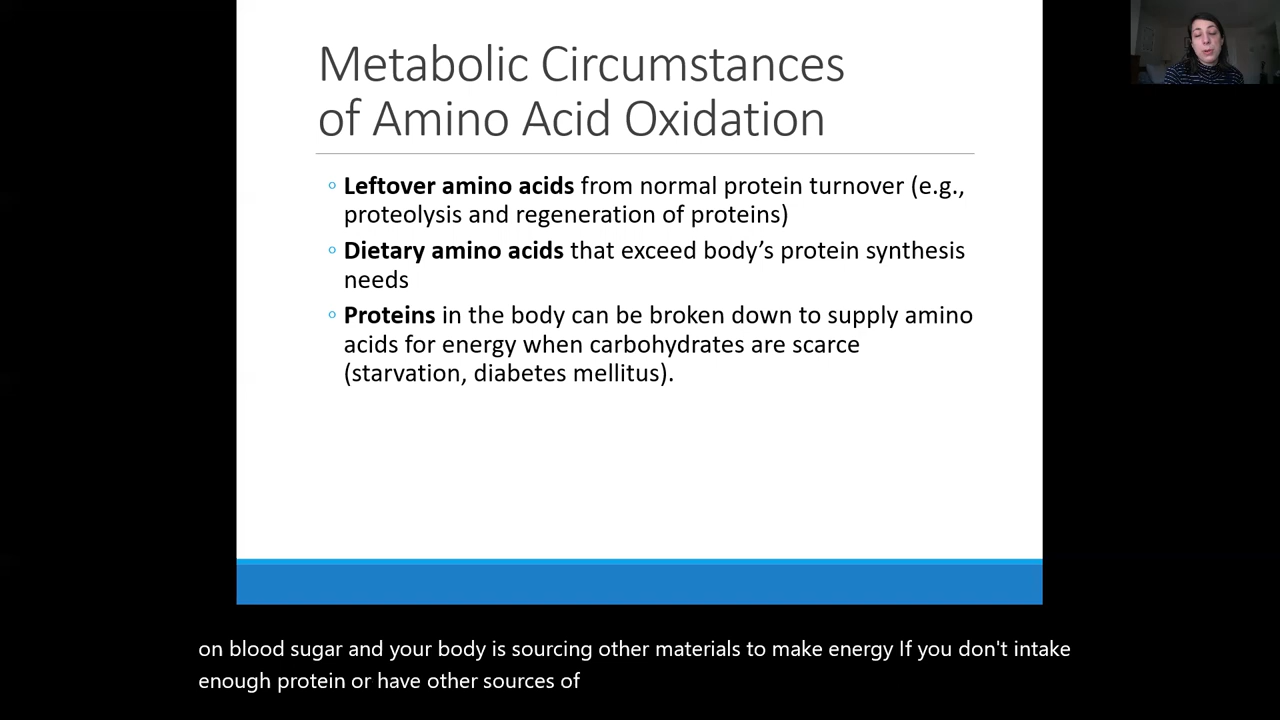 Metabolic Circumstances
of Amino Acid Oxidation
◦ Leftover amino acids from normal protein turnover (e.g.,
proteolysis and regeneration of proteins)
◦ Dietary amino acids that exceed body’s protein synthesis
needs
◦ Proteins in the body can be broken down to supply amino
acids for energy when carbohydrates are scarce
(starvation, diabetes mellitus).
on blood sugar and your body is sourcing other materials to make energy If you don't intake
enough protein or have other sources of